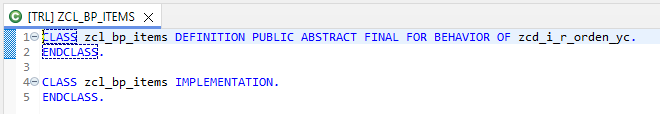 [TRL] ZCL_BP_ITEMS
1 CLASS zcl_bp_items DEFINITION PUBLIC ABSTRACT FINAL FOR BEHAVIOR OF zcd_i_r_orden_yc.
2 ENDCLASS.
3
4 CLASS zcl_bp_items IMPLEMENTATION.
5 ENDCLASS.